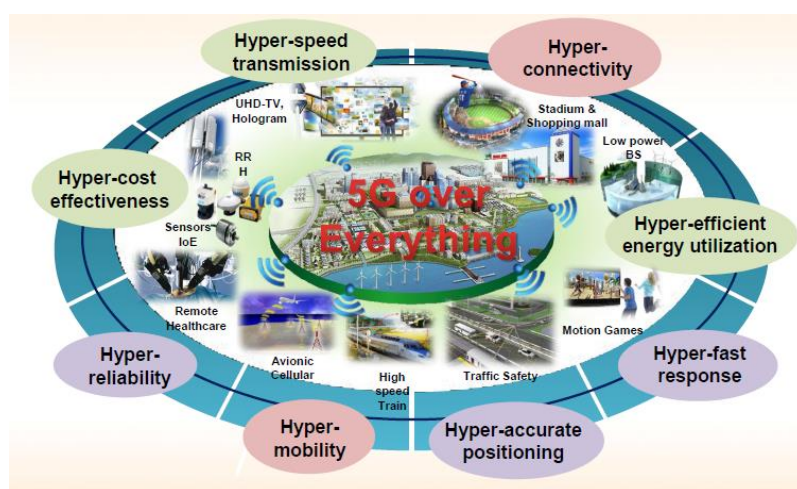 Hyper-speed
transmission
Hyper-
connectivity
UHD-TV,
Hologram
Stadium &
Shopping mall
Low power
BS
RR
H
Hyper-cost
effectiveness
5G over
Everything
Hyper-efficient
energy utilization
Sensors
IoE
Remote
Healthcare
Motion Games
Avionic
Cellular
High
speed
Train
Traffic Safety
Hyper-
reliability
Hyper-fast
response
Hyper-
mobility
Hyper-accurate
positioning